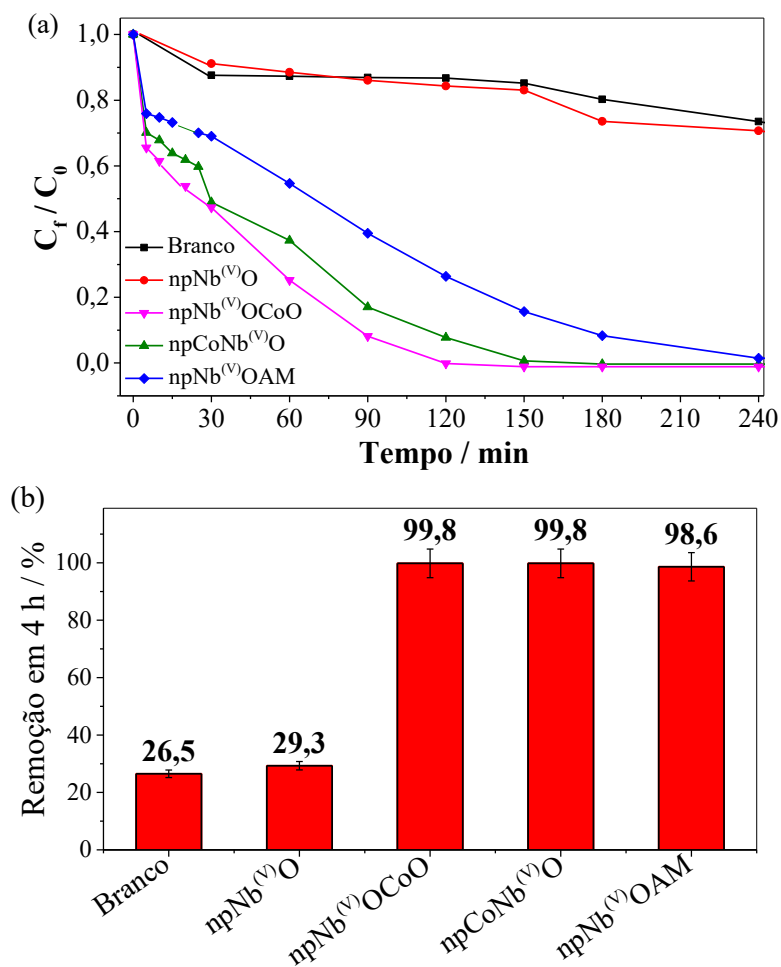 (a)
1,0
0,8
0,6
0,4
0,2
0,0
C_f / C_0
Branco
npNb^(V)O
npNb^(V)OCoO
npCoNb^(V)O
npNb^(V)OAM
0 30 60 90 120 150 180 240
Tempo / min
(b)
Remoção em 4 h / %
100
80
60
40
20
0
26,5
29,3
99,8
99,8
98,6
Branco
npNb^(V)O
npNb^(V)OCoO
npCoNb^(V)O
npNb^(V)OAM